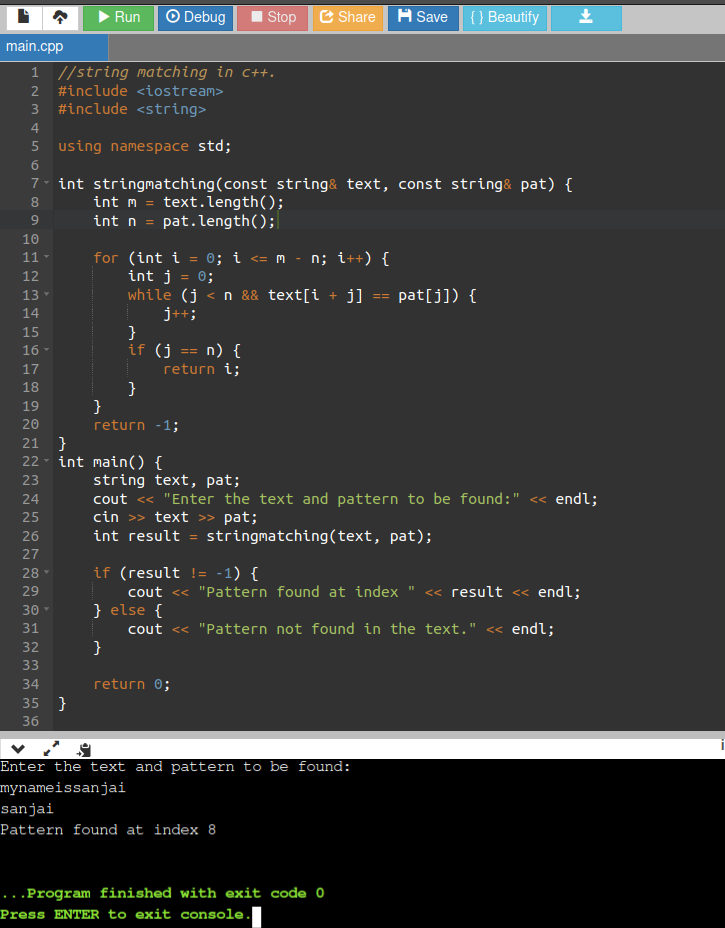 Run Debug Stop Share Save { } Beautify
main.cpp
1 //string matching in c++.
2 #include <iostream>
3 #include <string>
4
5 using namespace std;
6
7 int stringmatching(const string& text, const string& pat) {
8     int m = text.length();
9     int n = pat.length();
10
11     for (int i = 0; i <= m - n; i++) {
12         int j = 0;
13         while (j < n && text[i + j] == pat[j]) {
14             j++;
15         }
16         if (j == n) {
17             return i;
18         }
19     }
20     return -1;
21 }
22 int main() {
23     string text, pat;
24     cout << "Enter the text and pattern to be found:" << endl;
25     cin >> text >> pat;
26     int result = stringmatching(text, pat);
27
28     if (result != -1) {
29         cout << "Pattern found at index " << result << endl;
30     } else {
31         cout << "Pattern not found in the text." << endl;
32     }
33
34     return 0;
35 }
36
Enter the text and pattern to be found:
mynameissanjai
sanjai
Pattern found at index 8
...Program finished with exit code 0
Press ENTER to exit console.